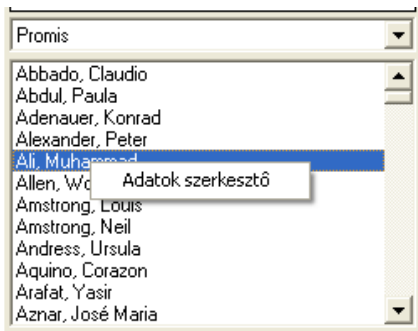 Promis
Abbado, Claudio
Abdul, Paula
Adenauer, Konrad
Alexander, Peter
Ali, Muhammad
Adatok szerkesztő
Allen,
Amstrong, Louis
Amstrong, Neil
Andress, Ursula
Aquino, Corazon
Arafat, Yasir
Aznar, José Maria